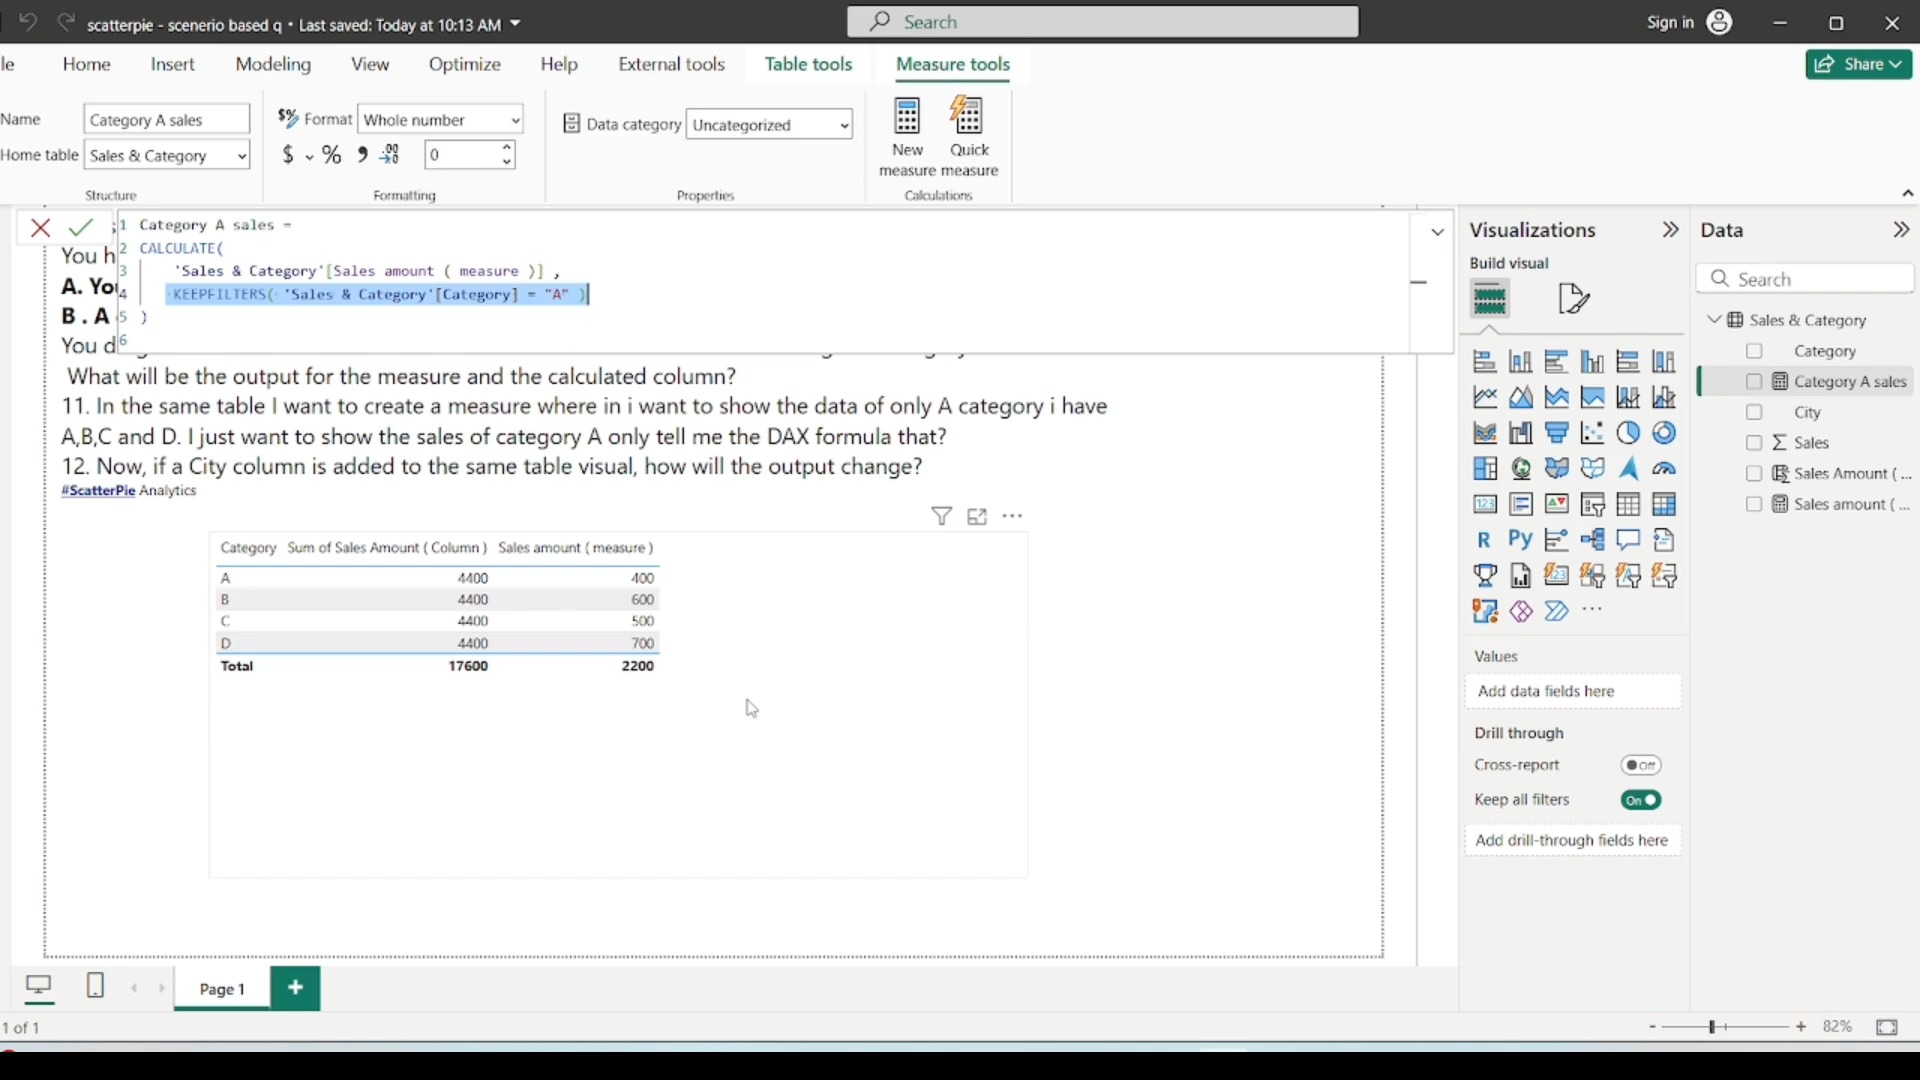 scatterpie - scenerio based q • Last saved: Today at 10:13 AM
Search
Sign in
le
Home
Insert
Modeling
View
Optimize
Help
External tools
Table tools
Measure tools
Share
Name
Category A sales
Home table
Sales & Category
Structure
$% Format
Whole number
$ % 9 .00
0
Formatting
Data category
Uncategorized
Properties
New measure
Quick measure
Calculations
1 Category A sales =
2 CALCULATE(
3 'Sales & Category'[Sales amount ( measure )] ,
4 KEEPFILTERS( 'Sales & Category'[Category] = "A" )
5 )
6
You h
A. You
B . A
You d
What will be the output for the measure and the calculated column?
11. In the same table I want to create a measure where in i want to show the data of only A category i have
A,B,C and D. I just want to show the sales of category A only tell me the DAX formula that?
12. Now, if a City column is added to the same table visual, how will the output change?
#ScatterPie Analytics
Category Sum of Sales Amount ( Column ) Sales amount ( measure )
A 4400 400
B 4400 600
C 4400 500
D 4400 700
Total 17600 2200
Visualizations
Build visual
123
R Py
Values
Add data fields here
Drill through
Cross-report
Off
Keep all filters
On
Add drill-through fields here
Data
Search
Sales & Category
Category
Category A sales
City
Σ Sales
Sales Amount ( ...
Sales amount ( ...
Page 1
+
1 of 1
- + 82%